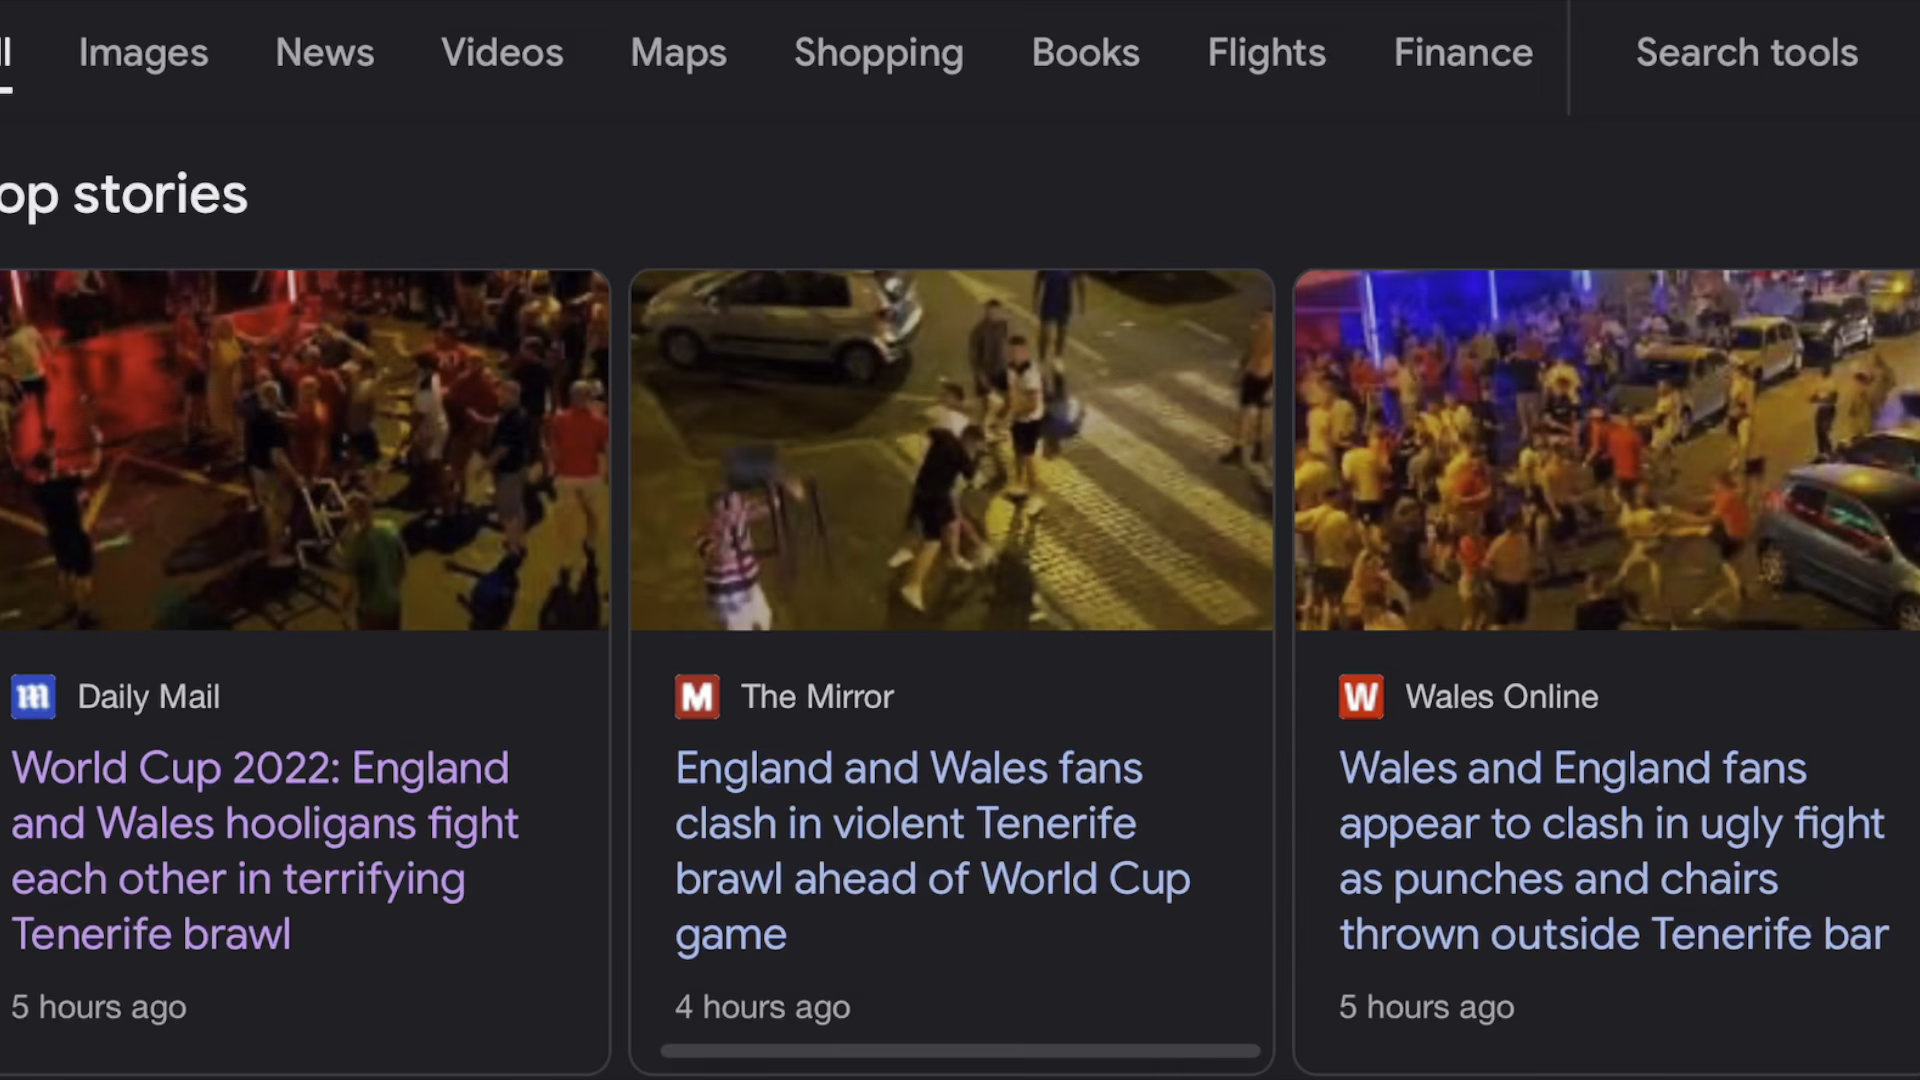 ll Images News Videos Maps Shopping Books Flights Finance Search tools
op stories
m Daily Mail
World Cup 2022: England
and Wales hooligans fight
each other in terrifying
Tenerife brawl
5 hours ago
M The Mirror
England and Wales fans
clash in violent Tenerife
brawl ahead of World Cup
game
4 hours ago
W Wales Online
Wales and England fans
appear to clash in ugly fight
as punches and chairs
thrown outside Tenerife bar
5 hours ago